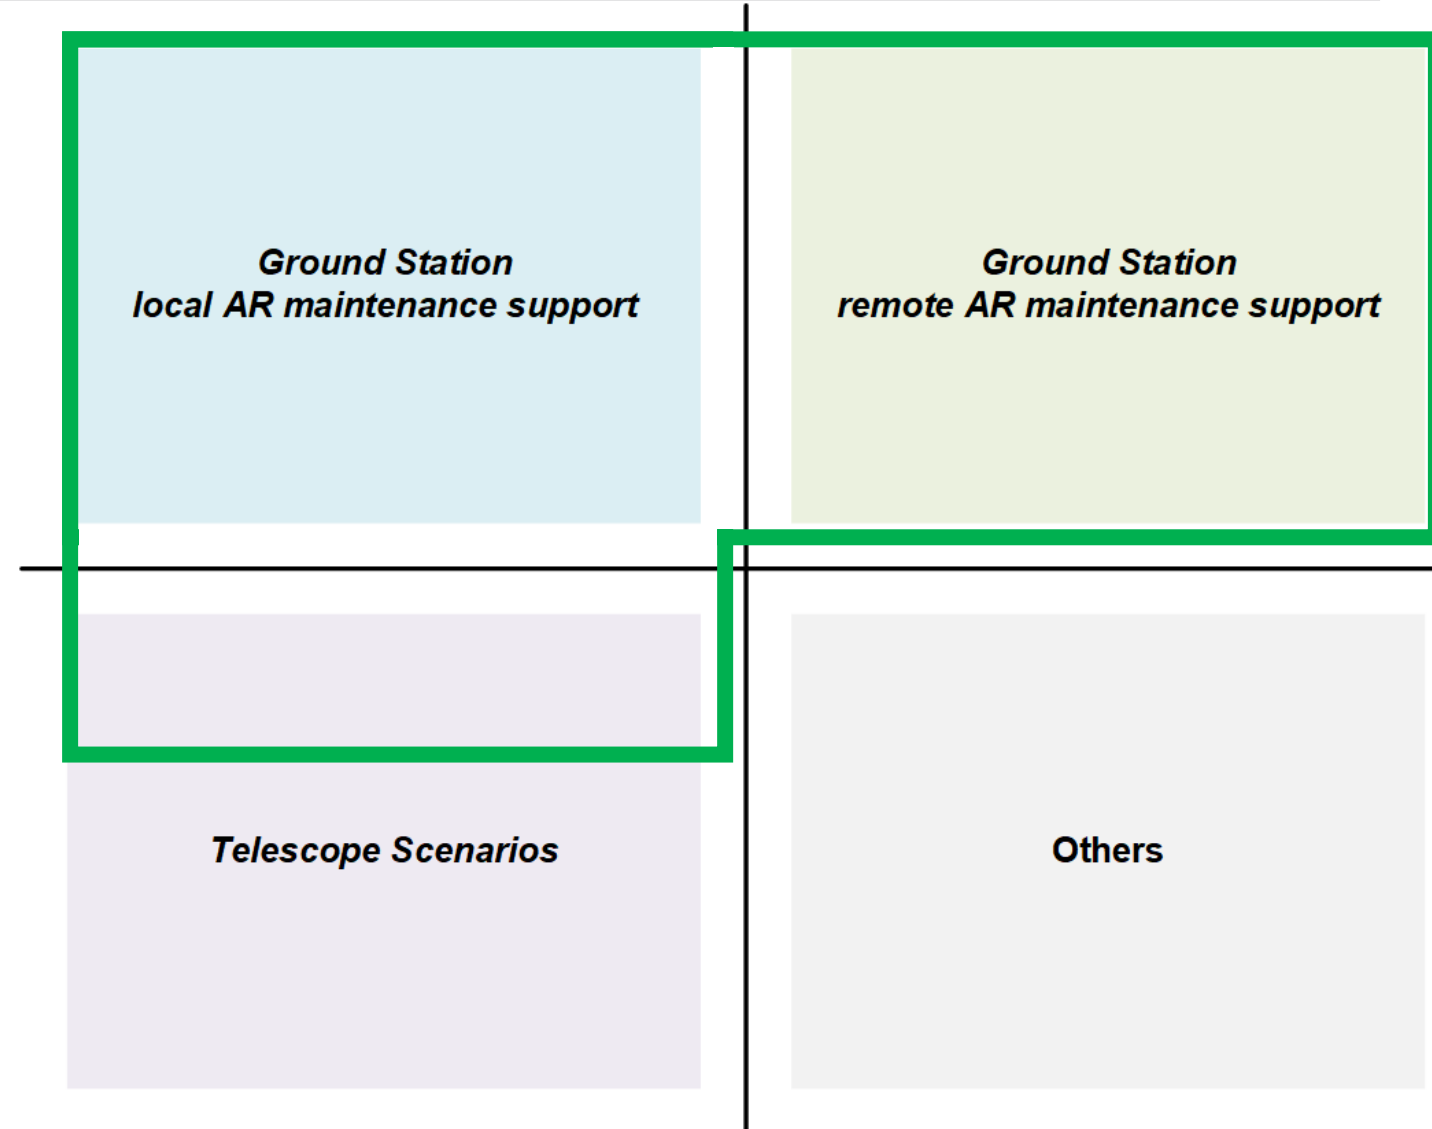 Ground Station
local AR maintenance support
Ground Station
remote AR maintenance support
Telescope Scenarios
Others